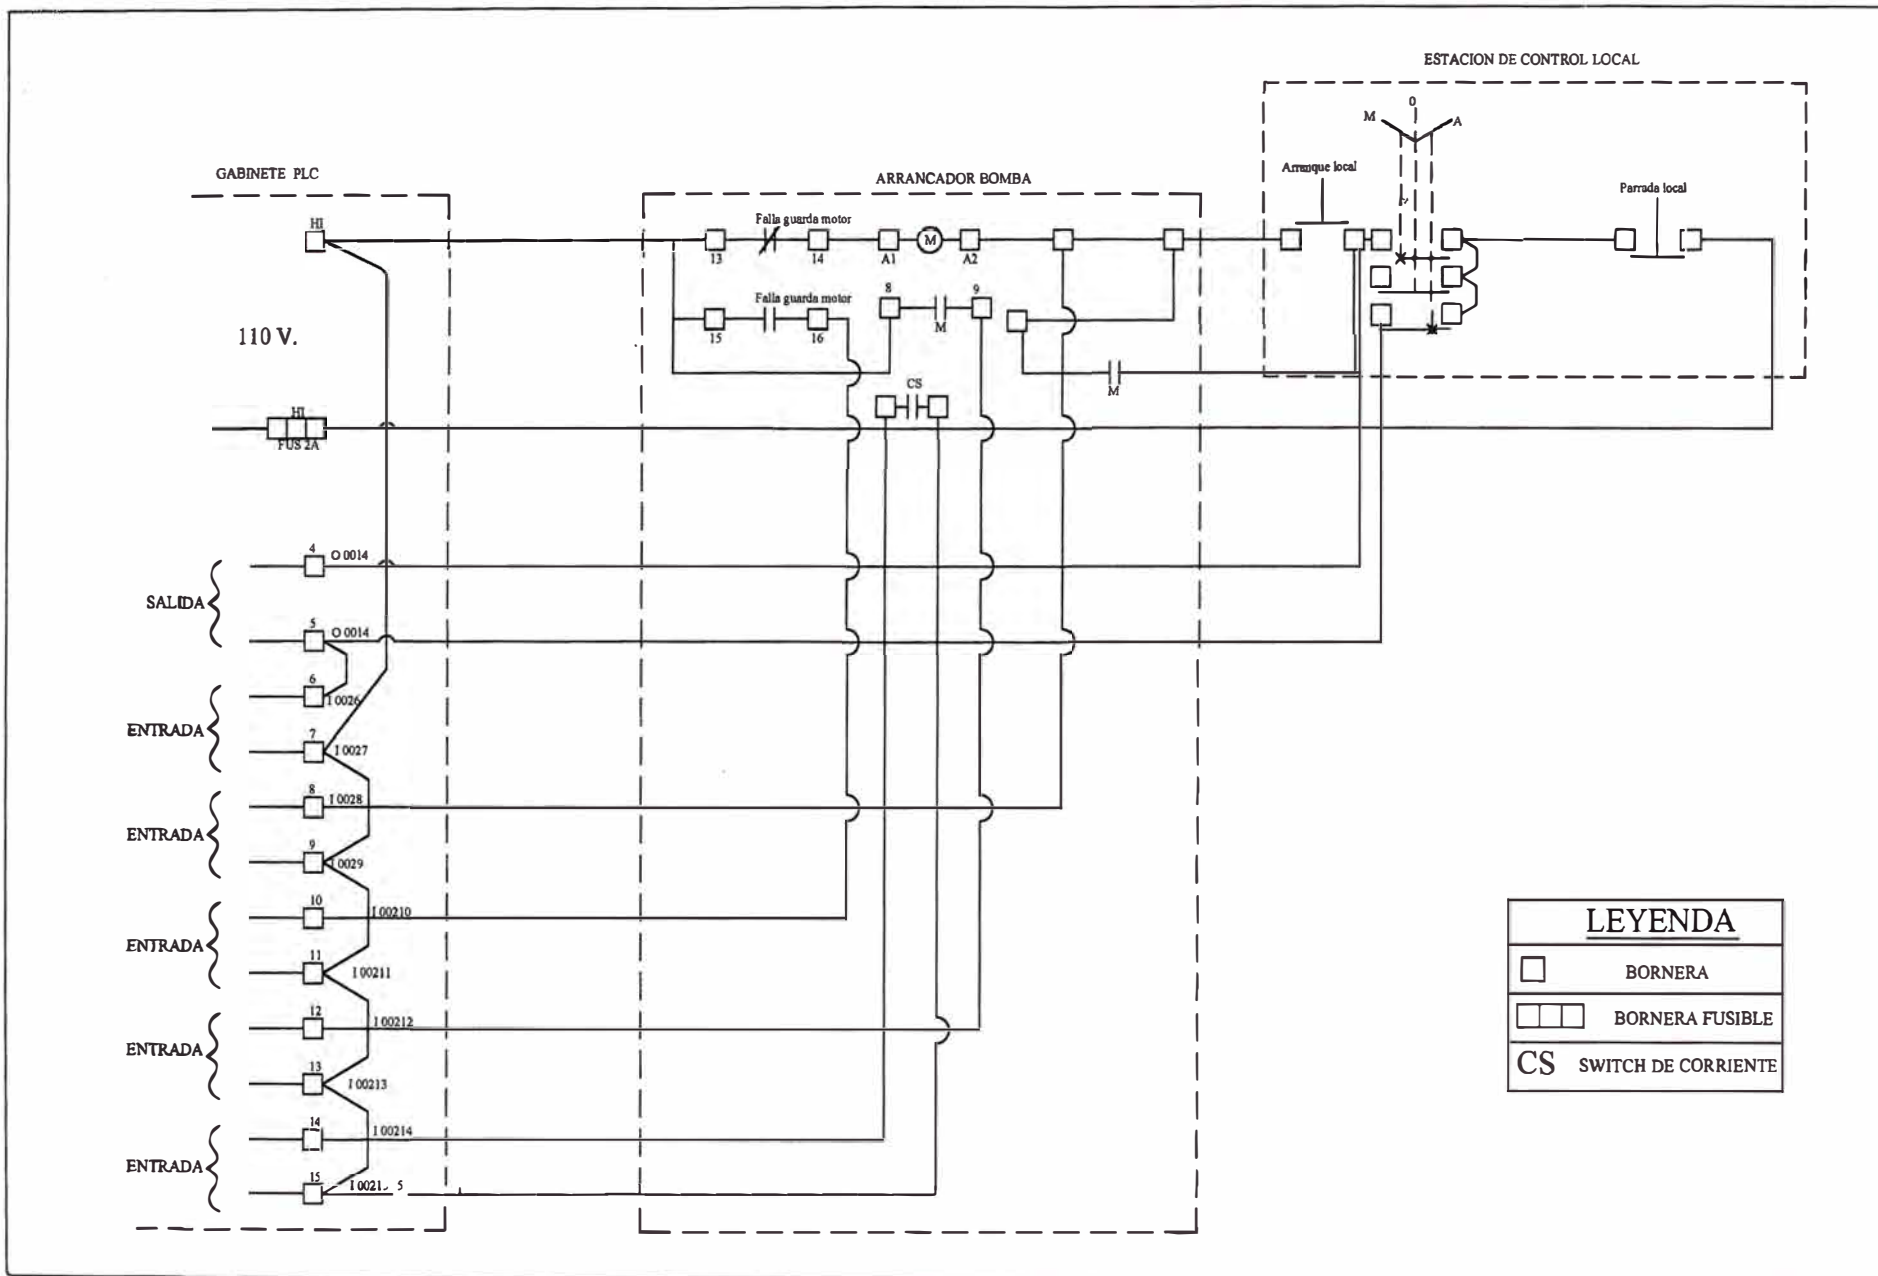 ESTACION DE CONTROL LOCAL
M 0 A
Arranque local
Parrada local
GABINETE PLC
ARRANCADOR BOMBA
HI
Falla guarda motor
M
13 14 A1 A2
Falla guarda motor
8 9
M
15 16
110 V.
CS
M
HI
FUS 2A
4 O 0014
SALIDA
5 O 0014
6
I 0026
ENTRADA
7
I 0027
8 I 0028
ENTRADA
9
I 0029
10
I 00210
ENTRADA
11
I 00211
12
I 00212
ENTRADA
13
I 00213
14
I 00214
ENTRADA
15
I 0021. 5
LEYENDA
BORNERA
BORNERA FUSIBLE
CS SWITCH DE CORRIENTE